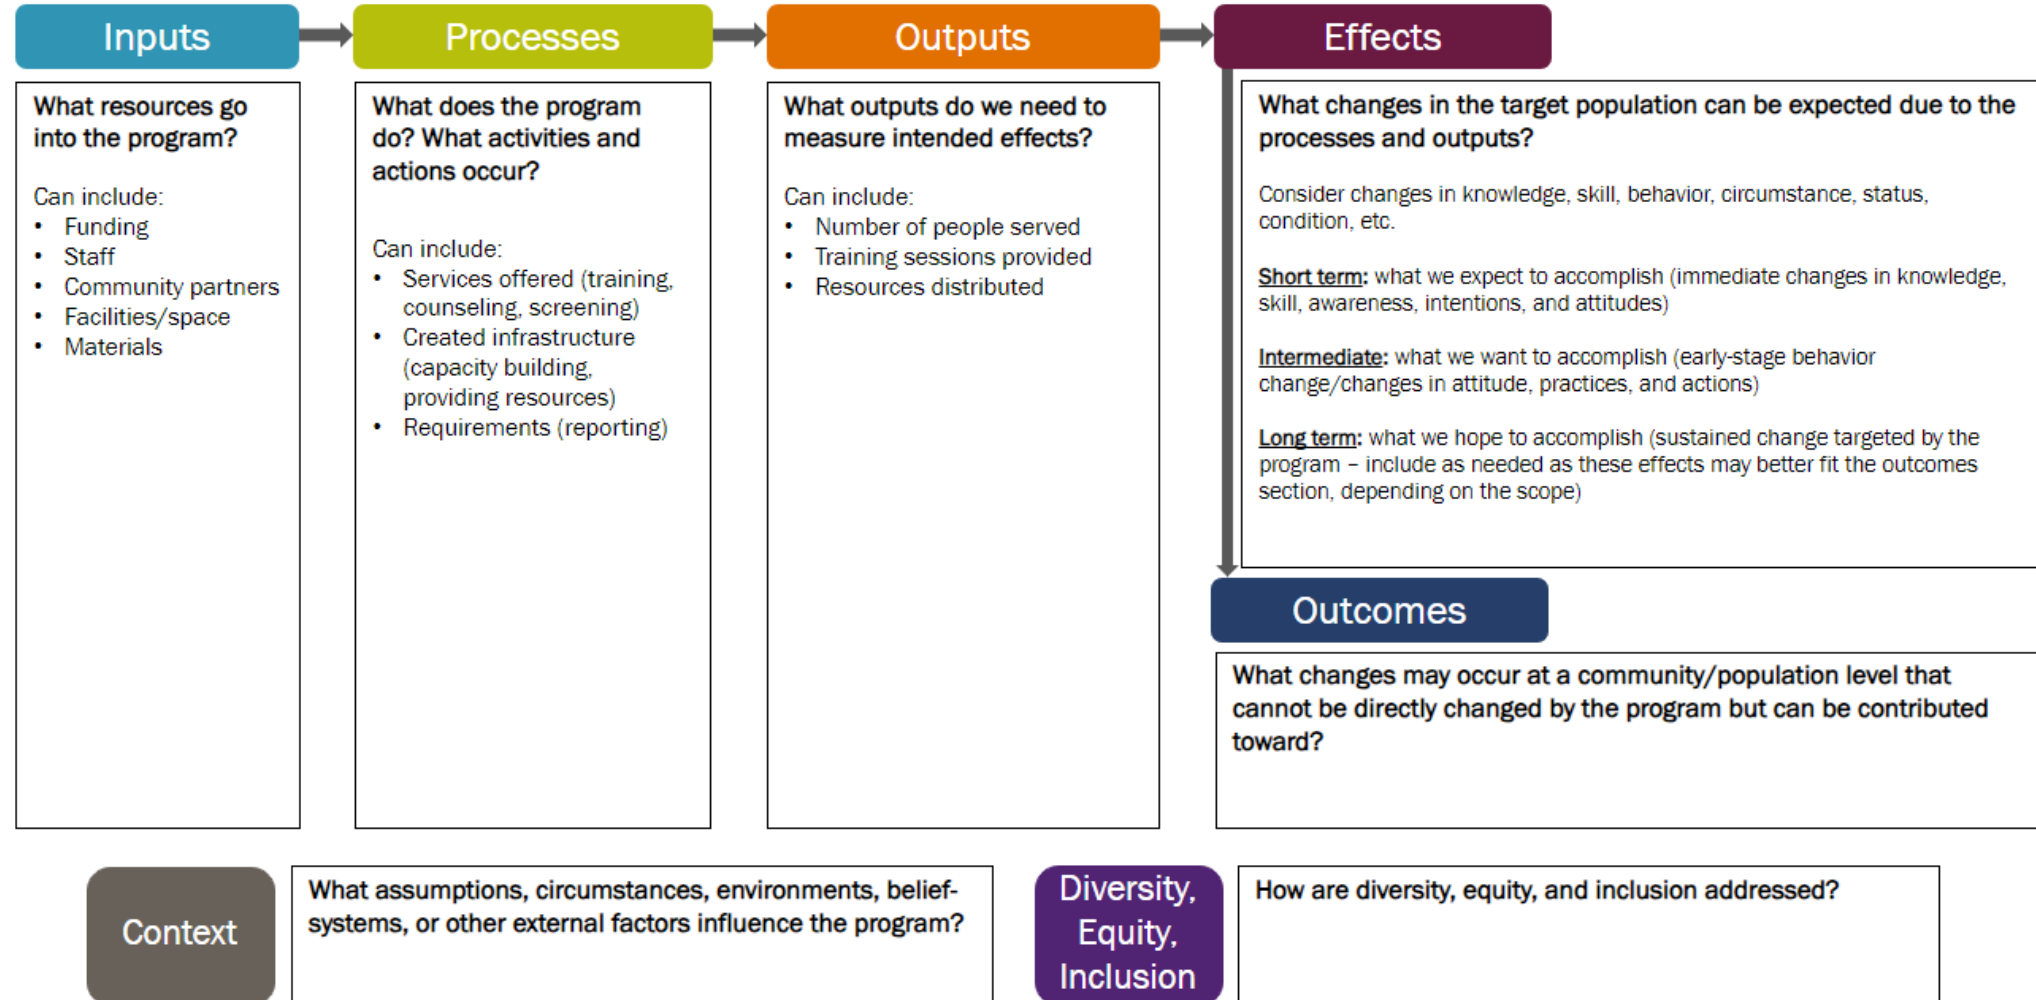 Inputs
Processes
Outputs
Effects
What resources go
into the program?
Can include:
• Funding
• Staff
• Community partners
• Facilities/space
• Materials
What does the program
do? What activities and
actions occur?
Can include:
• Services offered (training,
counseling, screening)
• Created infrastructure
(capacity building,
providing resources)
• Requirements (reporting)
What outputs do we need to
measure intended effects?
Can include:
• Number of people served
• Training sessions provided
• Resources distributed
What changes in the target population can be expected due to the
processes and outputs?
Consider changes in knowledge, skill, behavior, circumstance, status,
condition, etc.
Short term: what we expect to accomplish (immediate changes in knowledge,
skill, awareness, intentions, and attitudes)
Intermediate: what we want to accomplish (early-stage behavior
change/changes in attitude, practices, and actions)
Long term: what we hope to accomplish (sustained change targeted by the
program – include as needed as these effects may better fit the outcomes
section, depending on the scope)
Outcomes
What changes may occur at a community/population level that
cannot be directly changed by the program but can be contributed
toward?
Context
What assumptions, circumstances, environments, belief-
systems, or other external factors influence the program?
Diversity,
Equity,
Inclusion
How are diversity, equity, and inclusion addressed?